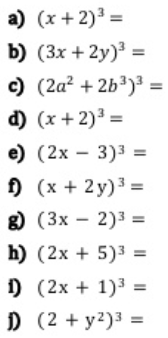 a) (x + 2)³ =
b) (3x + 2y)³ =
c) (2a² + 2b³)³ =
d) (x + 2)³ =
e) (2x − 3)³ =
f) (x + 2y)³ =
g) (3x − 2)³ =
h) (2x + 5)³ =
i) (2x + 1)³ =
j) (2 + y²)³ =